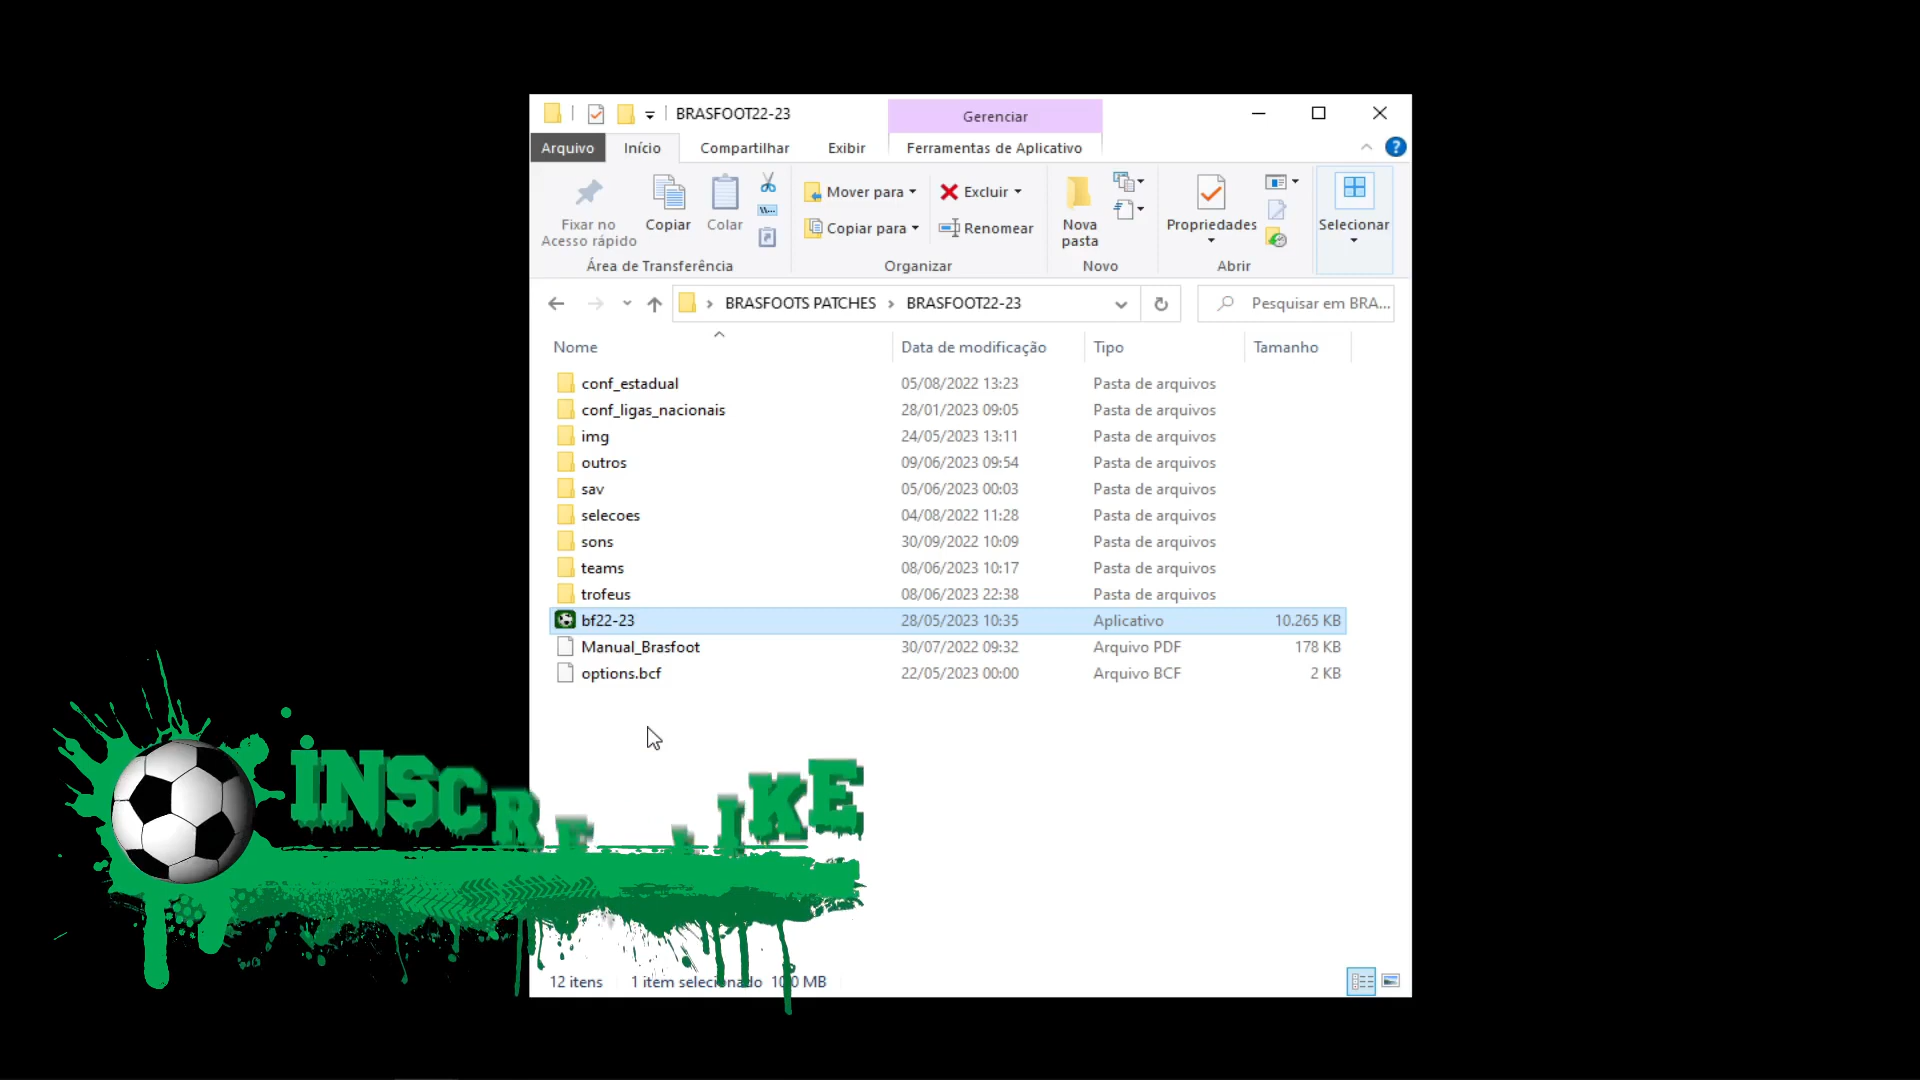 BRASFOOT22-23
Gerenciar
Arquivo Início Compartilhar Exibir Ferramentas de Aplicativo
Fixar no Acesso rápido
Copiar
Colar
Mover para
Copiar para
Excluir
Renomear
Nova pasta
Propriedades
Selecionar
Área de Transferência Organizar Novo Abrir
BRASFOOTS PATCHES BRASFOOT22-23 Pesquisar em BRA...
Nome Data de modificação Tipo Tamanho
conf_estadual 05/08/2022 13:23 Pasta de arquivos
conf_ligas_nacionais 28/01/2023 09:05 Pasta de arquivos
img 24/05/2023 13:11 Pasta de arquivos
outros 09/06/2023 09:54 Pasta de arquivos
sav 05/06/2023 00:03 Pasta de arquivos
selecoes 04/08/2022 11:28 Pasta de arquivos
sons 30/09/2022 10:09 Pasta de arquivos
teams 08/06/2023 10:17 Pasta de arquivos
trofeus 08/06/2023 22:38 Pasta de arquivos
bf22-23 28/05/2023 10:35 Aplicativo 10.265 KB
Manual_Brasfoot 30/07/2022 09:32 Arquivo PDF 178 KB
options.bcf 22/05/2023 00:00 Arquivo BCF 2 KB
LIKE
12 itens 1 item selecionado 10,0 MB